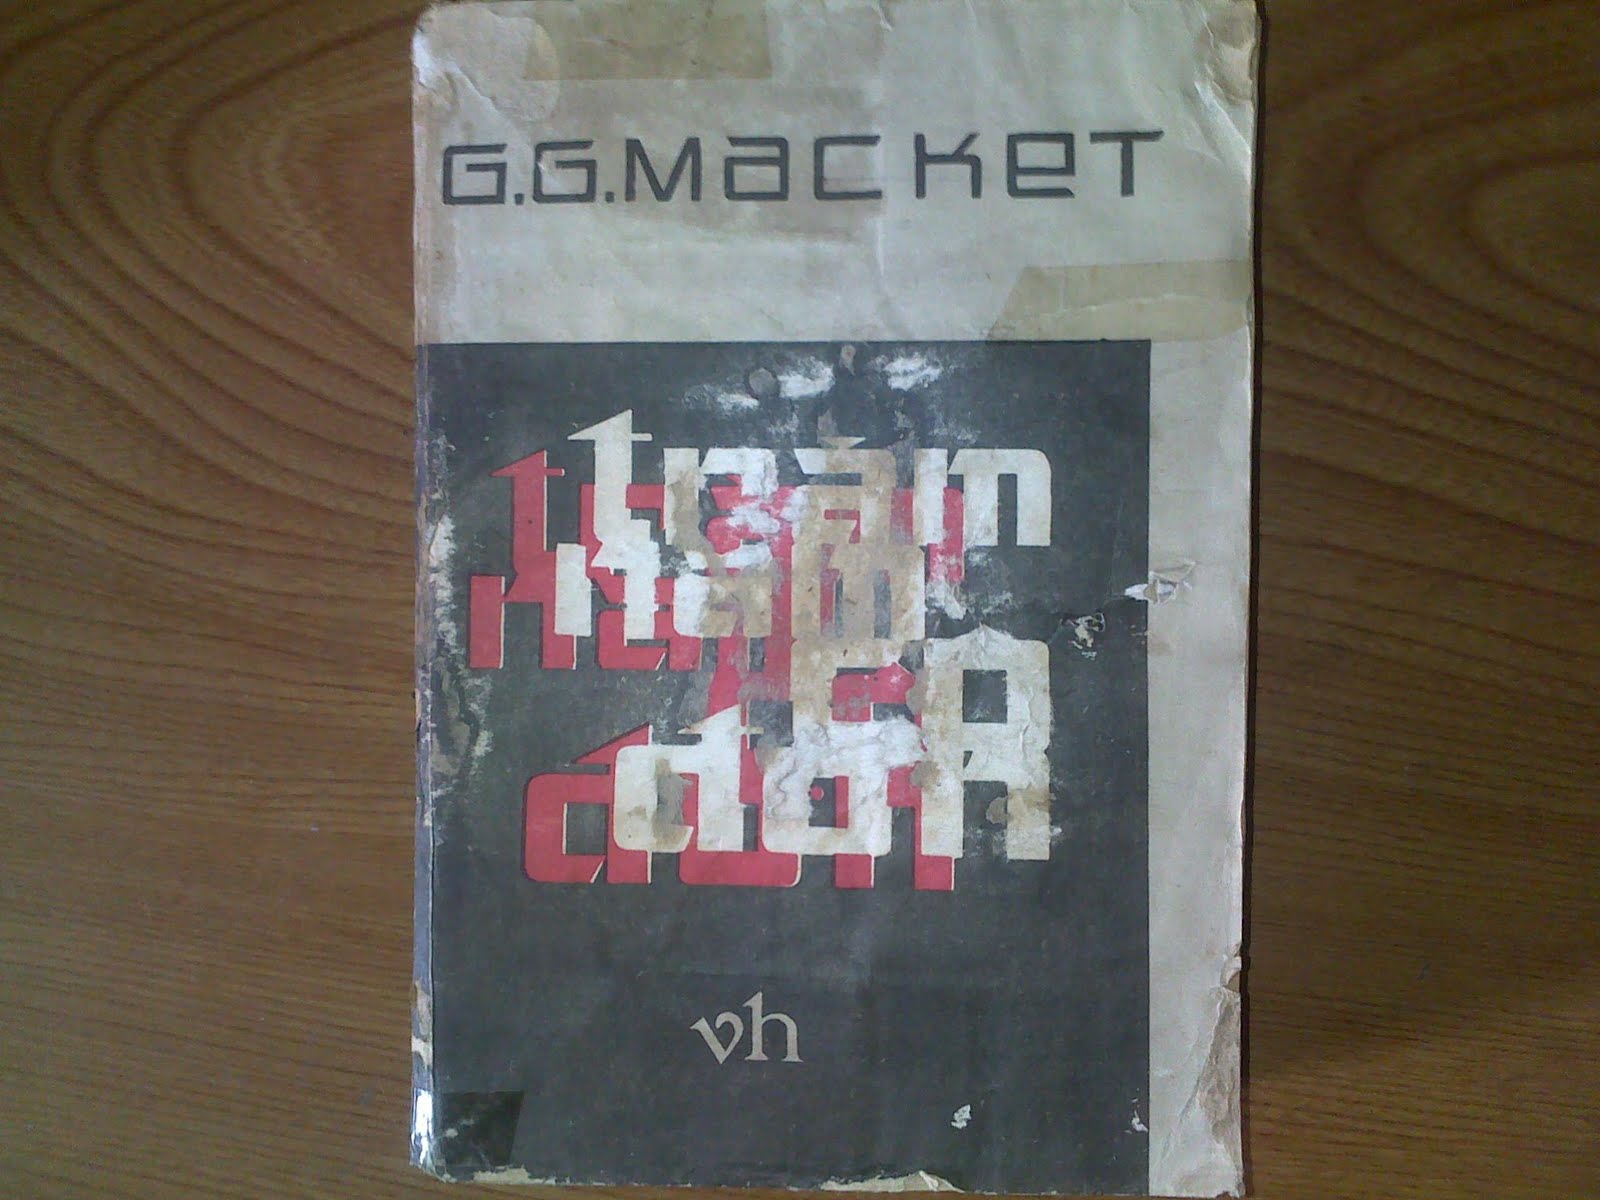 G.G.MacKeT
trăm
năm
cô
đơn
vh